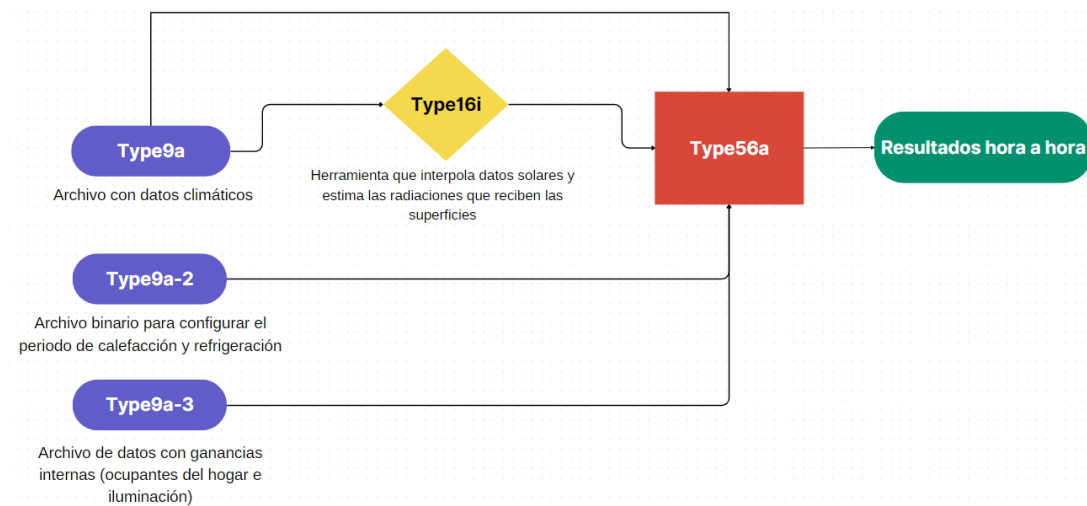 Type16i
Type9a
Type56a
Resultados hora a hora
Archivo con datos climáticos
Herramienta que interpola datos solares y
estima las radiaciones que reciben las
superficies
Type9a-2
Archivo binario para configurar el
periodo de calefacción y refrigeración
Type9a-3
Archivo de datos con ganancias
internas (ocupantes del hogar e
iluminación)